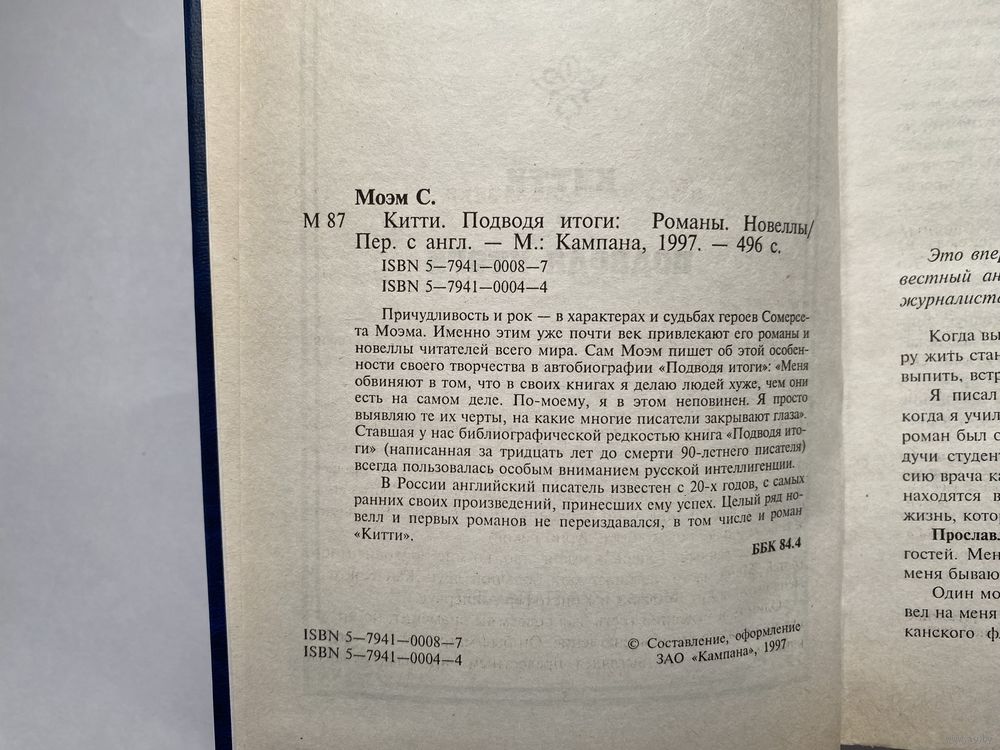 Моэм С.
М 87 Китти. Подводя итоги: Романы. Новеллы/
Пер. с англ. — М.: Кампана, 1997. — 496 с.
ISBN 5—7941—0008—7
ISBN 5—7941—0004—4
Причудливость и рок — в характерах и судьбах героев Сомерсе-
та Моэма. Именно этим уже почти век привлекают его романы и
новеллы читателей всего мира. Сам Моэм пишет об этой особен-
ности своего творчества в автобиографии «Подводя итоги»: «Меня
обвиняют в том, что в своих книгах я делаю людей хуже, чем они
есть на самом деле. По-моему, я в этом неповинен. Я просто
выявляю те их черты, на какие многие писатели закрывают глаза».
Ставшая у нас библиографической редкостью книга «Подводя ито-
ги» (написанная за тридцать лет до смерти 90-летнего писателя)
всегда пользовалась особым вниманием русской интеллигенции.
В России английский писатель известен с 20-х годов, с самых
ранних своих произведений, принесших ему успех. Целый ряд но-
велл и первых романов не переиздавался, в том числе и роман
«Китти».
ББК 84.4
ISBN 5—7941—0008—7
ISBN 5—7941—0004—4
© Составление, оформление
ЗАО «Кампана», 1997
Это впер
вестный ан
журналисто
Когда вы
ру жить стан
выпить, встр
Я писал
когда я учил
роман был с
дучи студен
сию врача ка
находятся в
жизнь, кото
Прослав
гостей. Мен
меня бываю
Один мо
вел на меня
канского ф